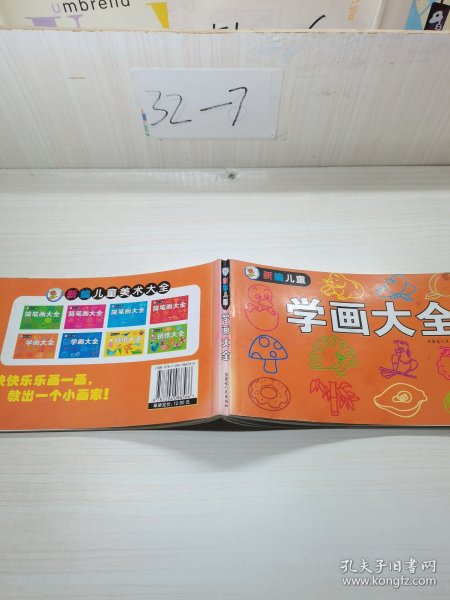 umbrella
32-7
新编儿童美术大全
简笔画大全
简笔画大全
简笔画大全
简笔画大全
学画大全
学画大全
快快乐乐画一画，
教出一个小画家！
新编儿童
学画大全
新编儿童
学画大全
孔夫子旧书网
www.kongfz.com